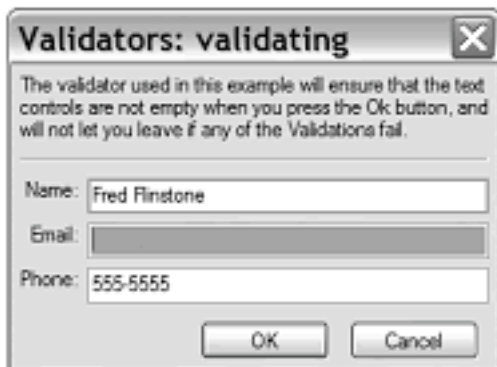 Validators: validating
The validator used in this example will ensure that the text
controls are not empty when you press the Ok button, and
will not let you leave if any of the Validations fail.
Name: Fred Flinstone
Email:
Phone: 555-5555
OK Cancel